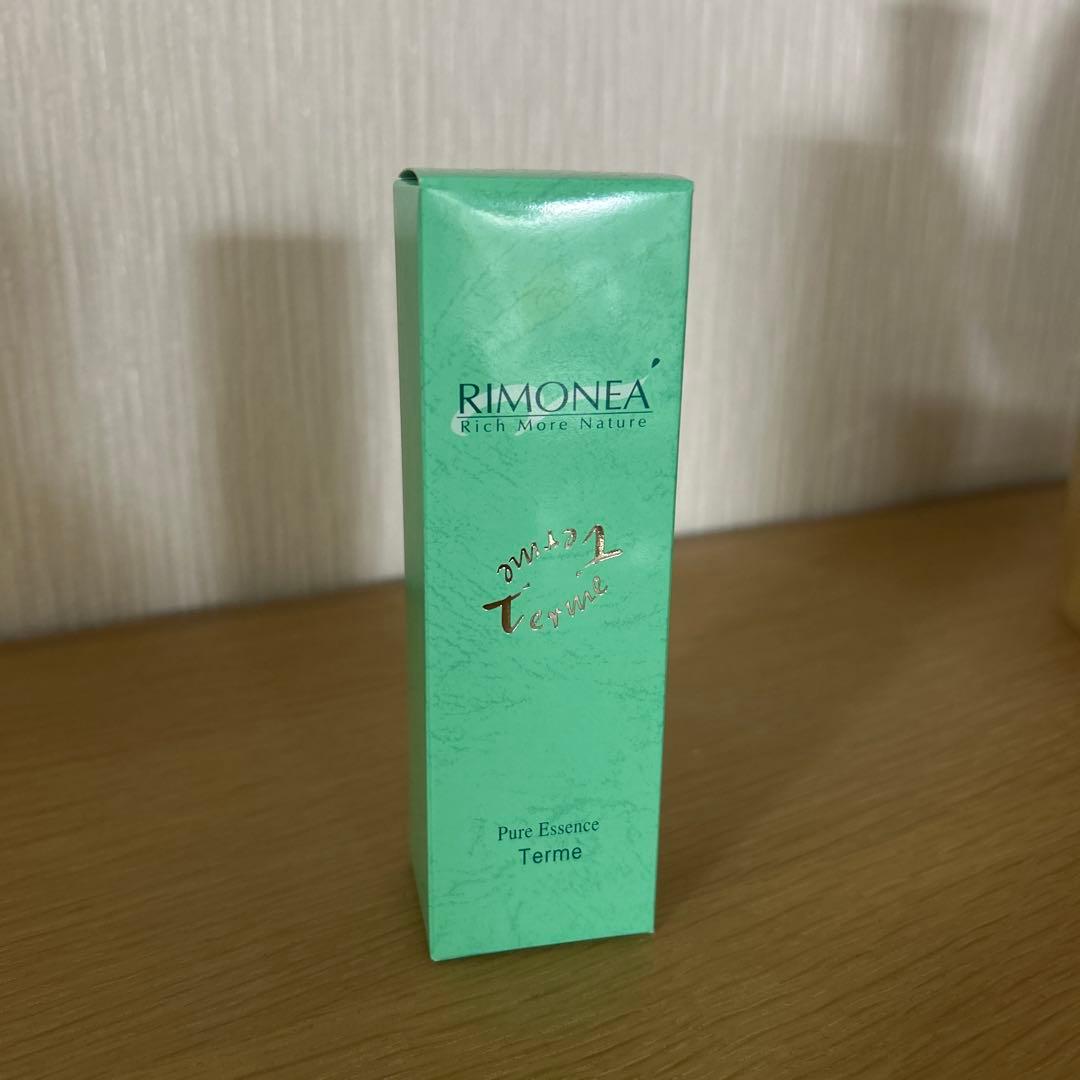 RIMONEA'
Rich More Nature
Terme
Terme
Pure Essence
Terme